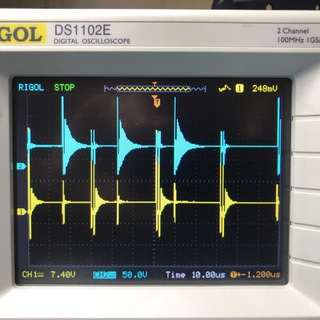 GOL DS1102E
DIGITAL OSCILLOSCOPE
2 Channel
100MHz 1GSa
RIGOL STOP
T
1 248mV
T
2
1
CH1= 7.40V CH2= 50.0V Time 10.00us T→-1.200us